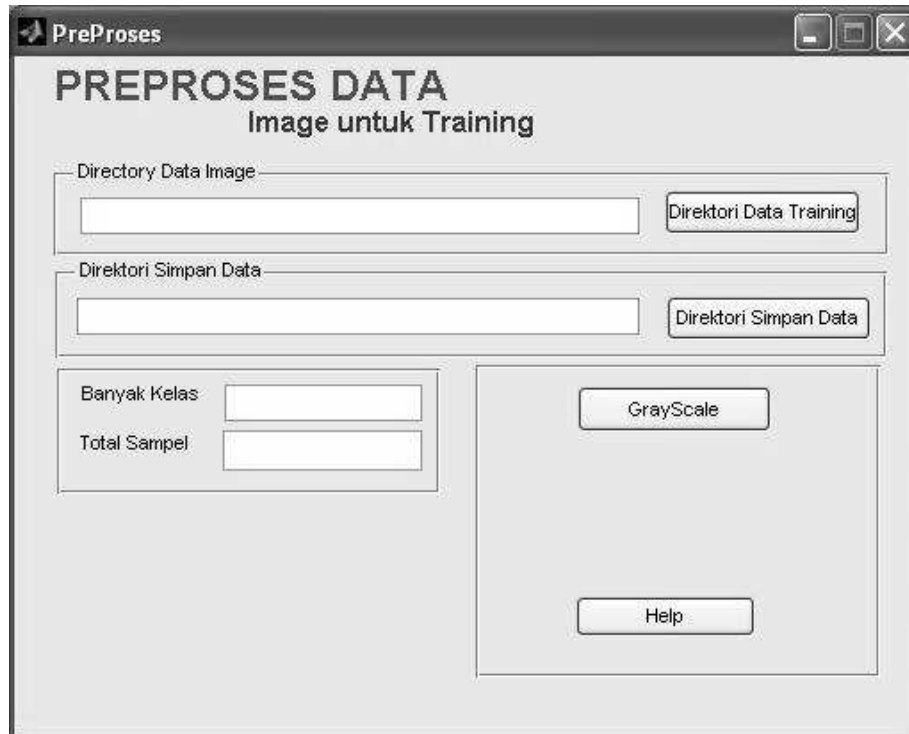 PreProses
PREPROSES DATA
Image untuk Training
Directory Data Image
Direktori Data Training
Direktori Simpan Data
Direktori Simpan Data
Banyak Kelas
Total Sampel
GrayScale
Help